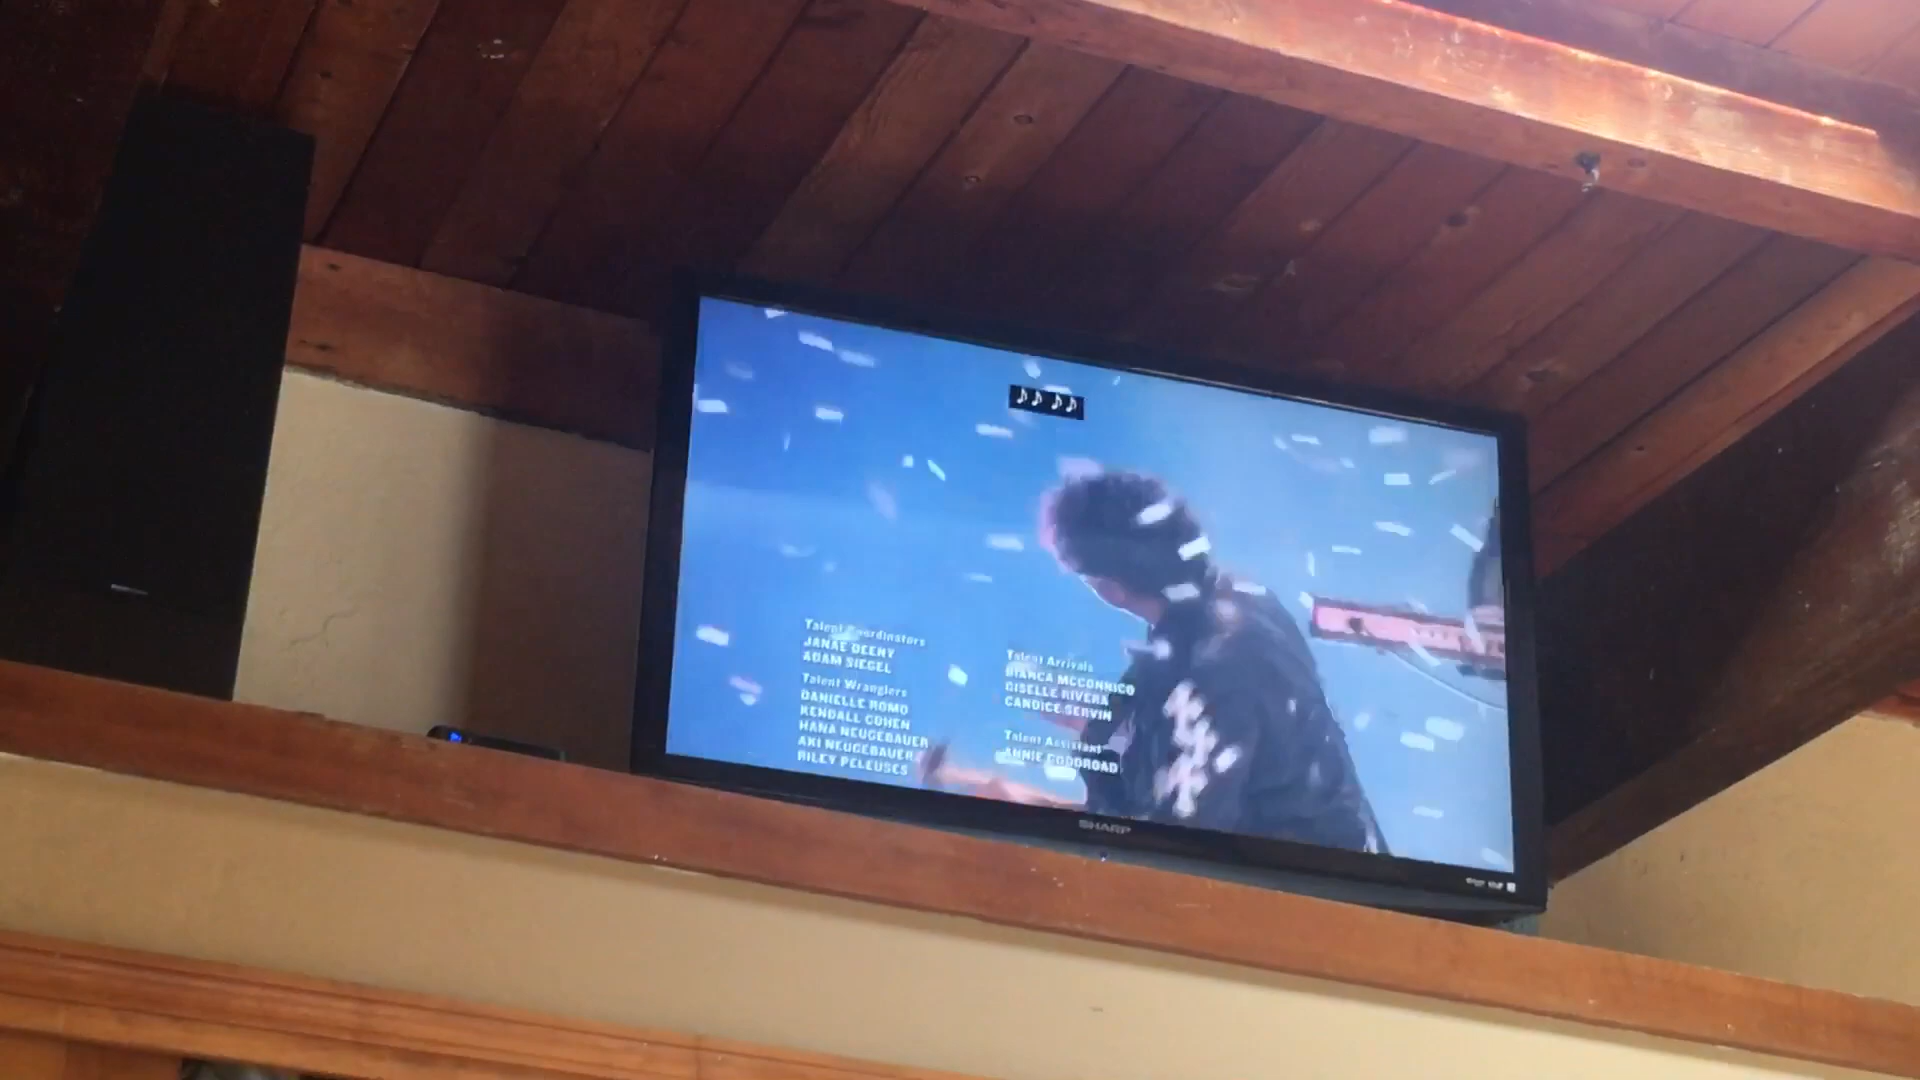 ♪♪ ♪♪
Talent Coordinators
JANAE DEENY
ADAM SIEGEL
Talent Wranglers
DANIELLE ROMO
KENDALL COHEN
HANA NEUGEBAUER
AKI NEUGEBAUER
RILEY PELEUSES
Talent Arrivals
BIANCA MCCONNICO
GISELLE RIVERA
CANDICE SERVIN
Talent Assistant
ANNIE GOODROAD
SHARP